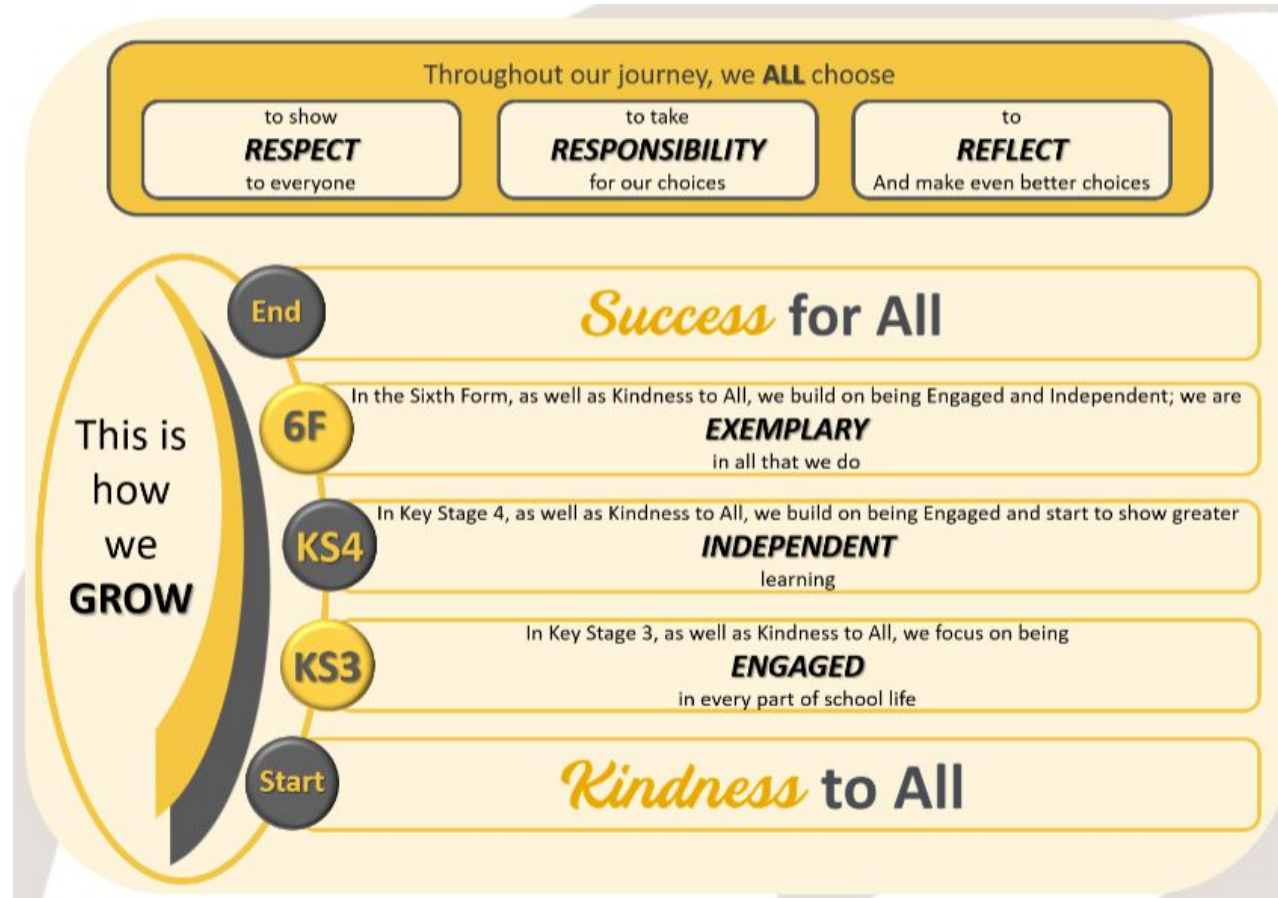 Throughout our journey, we ALL choose
to show
RESPECT
to everyone
to take
RESPONSIBILITY
for our choices
to
REFLECT
And make even better choices
This is
how
we
GROW
End
Success for All
6F
In the Sixth Form, as well as Kindness to All, we build on being Engaged and Independent; we are
EXEMPLARY
in all that we do
KS4
In Key Stage 4, as well as Kindness to All, we build on being Engaged and start to show greater
INDEPENDENT
learning
KS3
In Key Stage 3, as well as Kindness to All, we focus on being
ENGAGED
in every part of school life
Start
Kindness to All